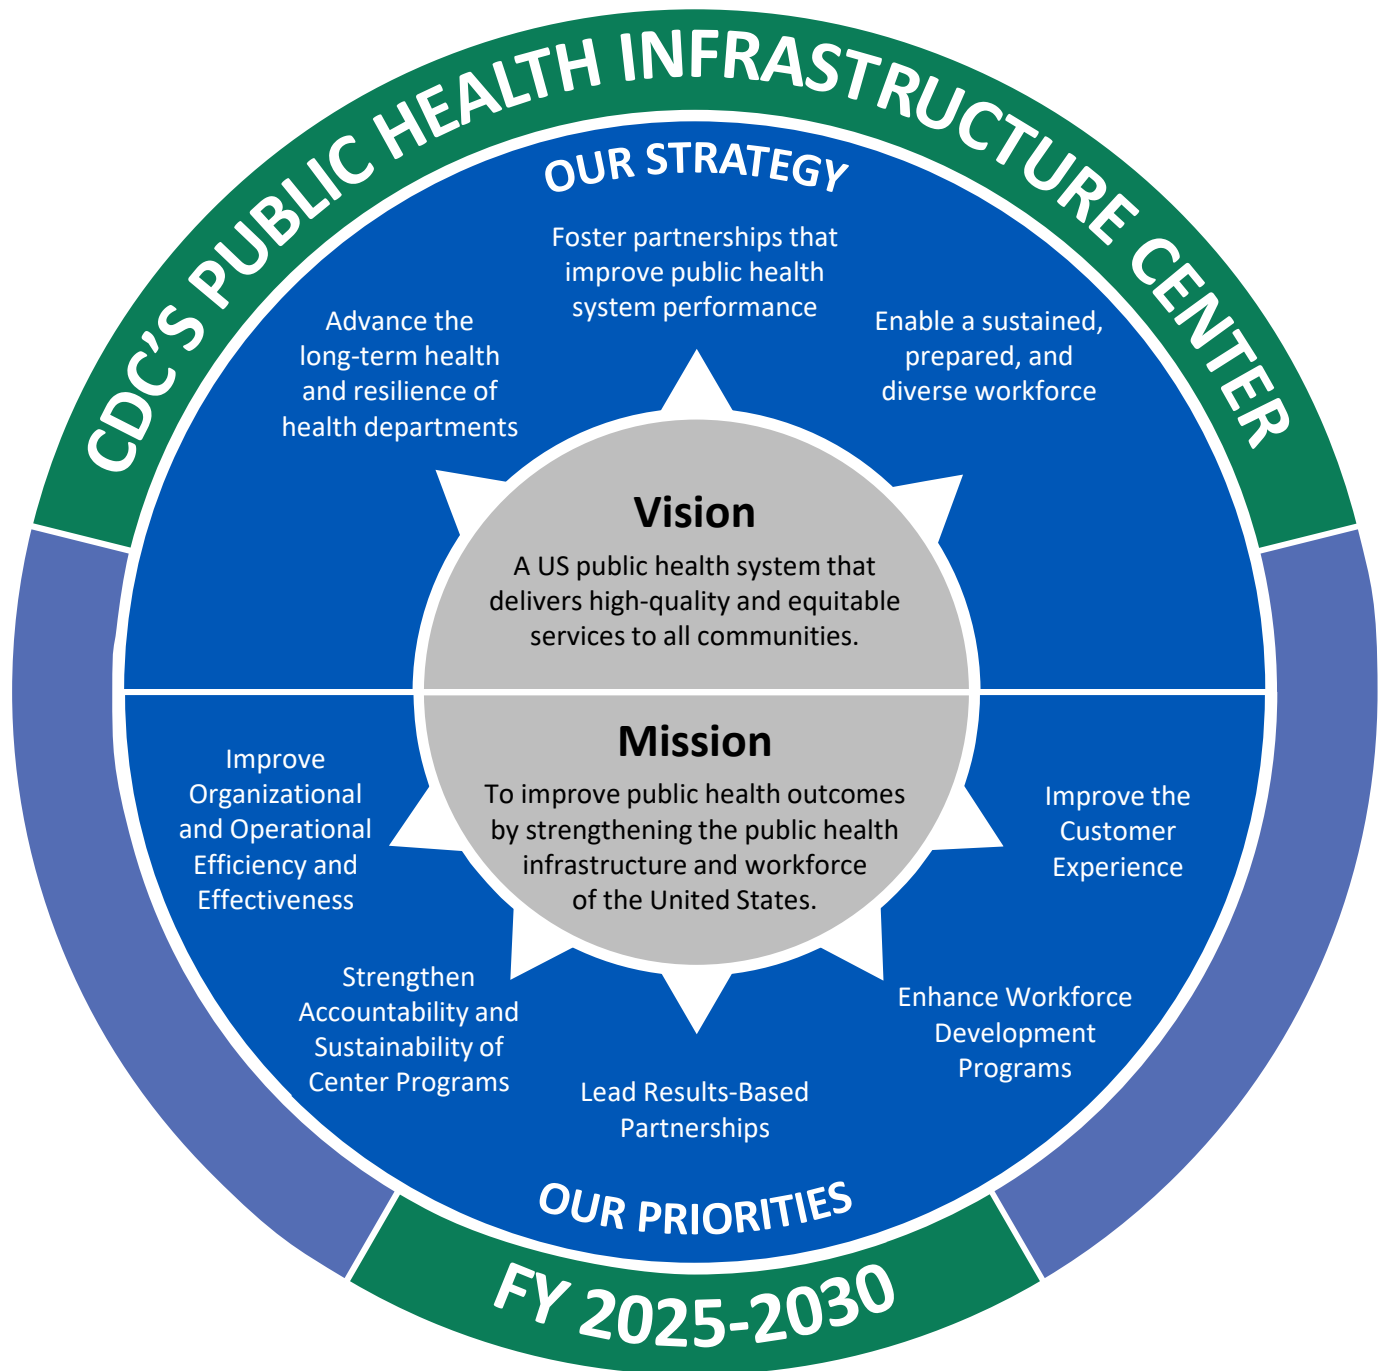 CDC'S PUBLIC HEALTH INFRASTRUCTURE CENTER
OUR STRATEGY
Advance the
long-term health
and resilience of
health departments
Foster partnerships that
improve public health
system performance
Enable a sustained,
prepared, and
diverse workforce
Vision
A US public health system that
delivers high-quality and equitable
services to all communities.
Mission
To improve public health outcomes
by strengthening the public health
infrastructure and workforce
of the United States.
Improve
Organizational
and Operational
Efficiency and
Effectiveness
Strengthen
Accountability and
Sustainability of
Center Programs
Lead Results-Based
Partnerships
Enhance Workforce
Development
Programs
Improve the
Customer
Experience
OUR PRIORITIES
FY 2025-2030